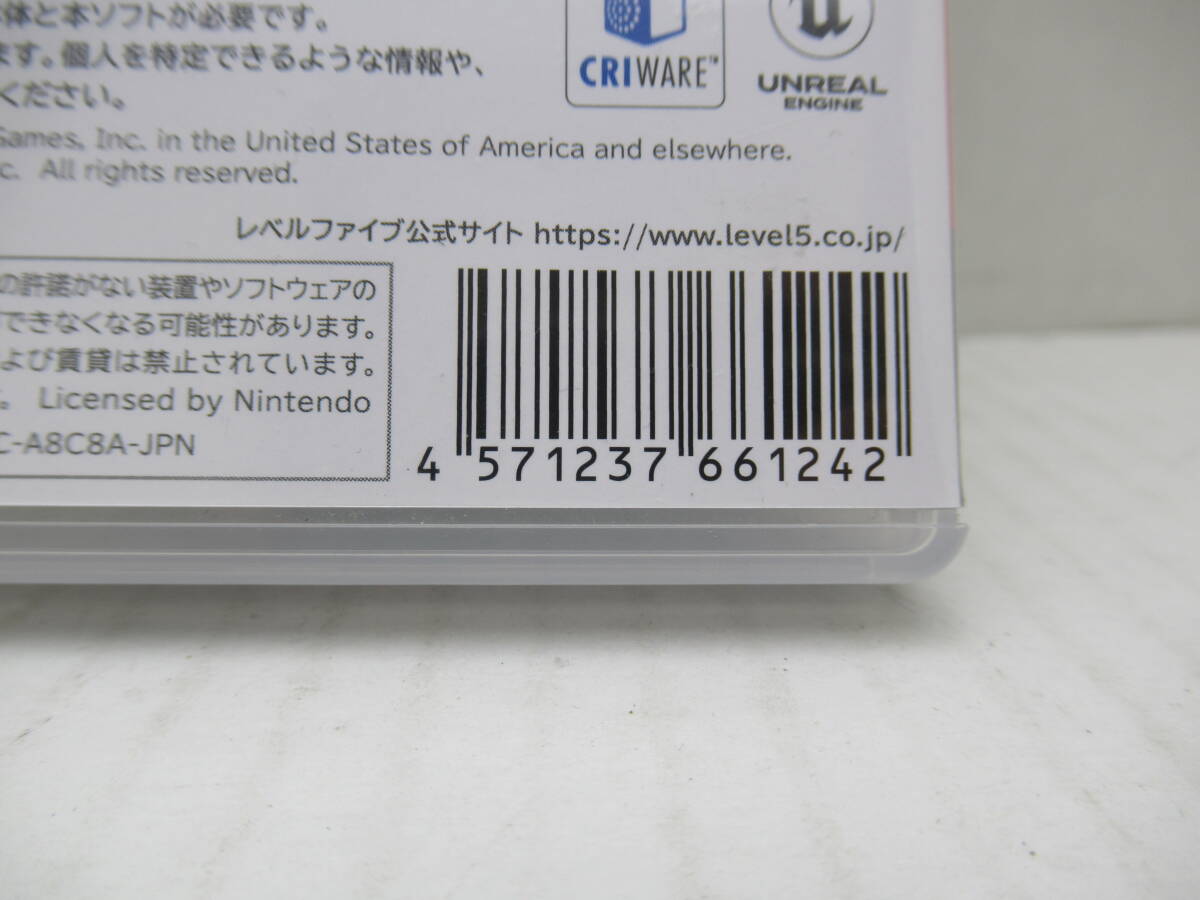 体と本ソフトが必要です。
ます。個人を特定できるような情報や、
ください。
CRIWARE™
UNREAL
ENGINE
Games, Inc. in the United States of America and elsewhere.
c. All rights reserved.
レベルファイブ公式サイト https://www.level5.co.jp/
の許諾がない装置やソフトウェアの
できなくなる可能性があります。
よび賃貸は禁止されています。
。 Licensed by Nintendo
C-A8C8A-JPN
4 571237 661242